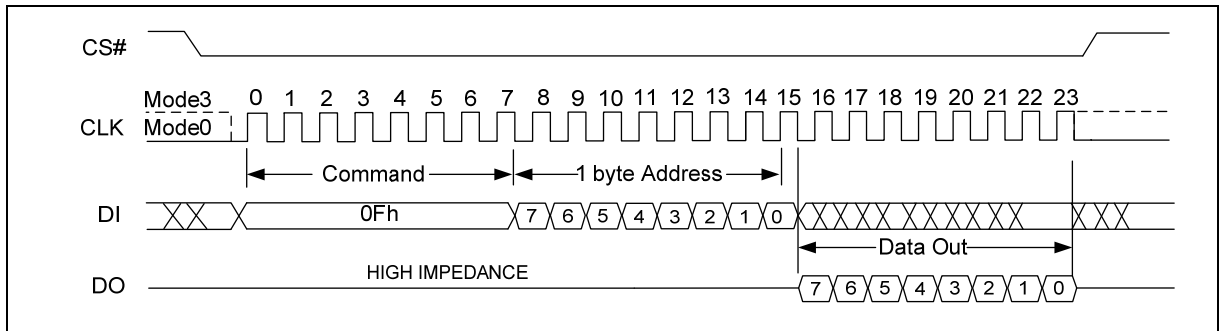 CS#
Mode3 0 1 2 3 4 5 6 7 8 9 10 11 12 13 14 15 16 17 18 19 20 21 22 23
CLK Mode0
Command 1 byte Address
DI 0Fh 7 6 5 4 3 2 1 0
Data Out
HIGH IMPEDANCE
DO 7 6 5 4 3 2 1 0